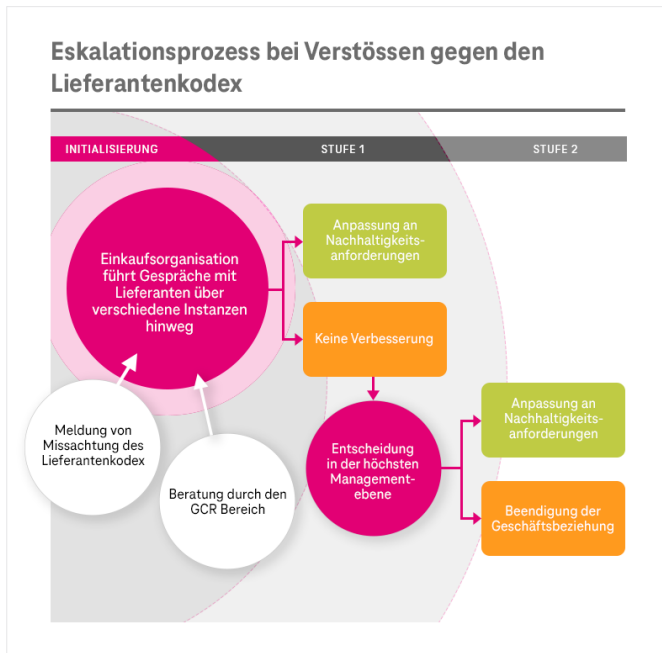 Eskalationsprozess bei Verstössen gegen den
Lieferantenkodex
INITIALISIERUNG
STUFE 1
STUFE 2
Einkaufsorganisation
führt Gespräche mit
Lieferanten über
verschiedene Instanzen
hinweg
Anpassung an
Nachhaltigkeits-
anforderungen
Keine Verbesserung
Meldung von
Missachtung des
Lieferantenkodex
Beratung durch den
GCR Bereich
Entscheidung
in der höchsten
Management-
ebene
Anpassung an
Nachhaltigkeits-
anforderungen
Beendigung der
Geschäftsbeziehung